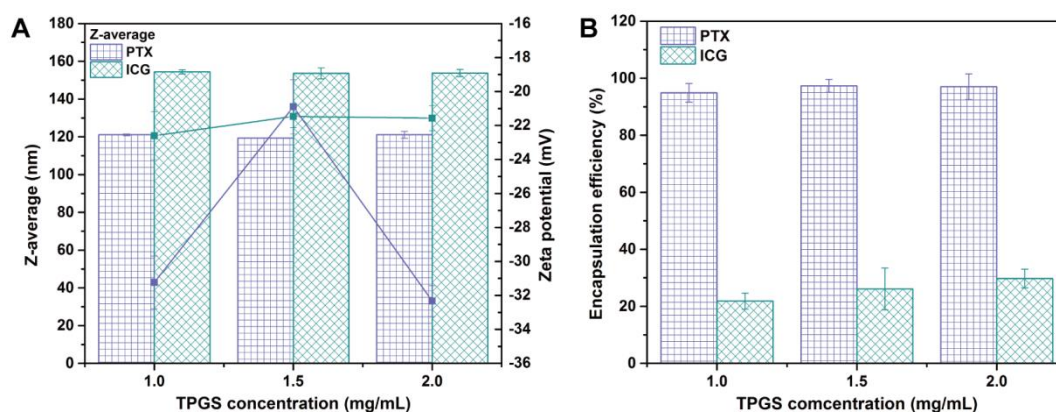 A
Z-average
PTX
ICG
Z-average (nm)
180
160
140
120
100
80
60
40
20
0
-16
-18
-20
-22
-24
-26
-28
-30
-32
-34
-36
Zeta potential (mV)
1.0 1.5 2.0
TPGS concentration (mg/mL)
B
PTX
ICG
Encapsulation efficiency (%)
120
100
80
60
40
20
0
1.0 1.5 2.0
TPGS comcentration (mg/mL)